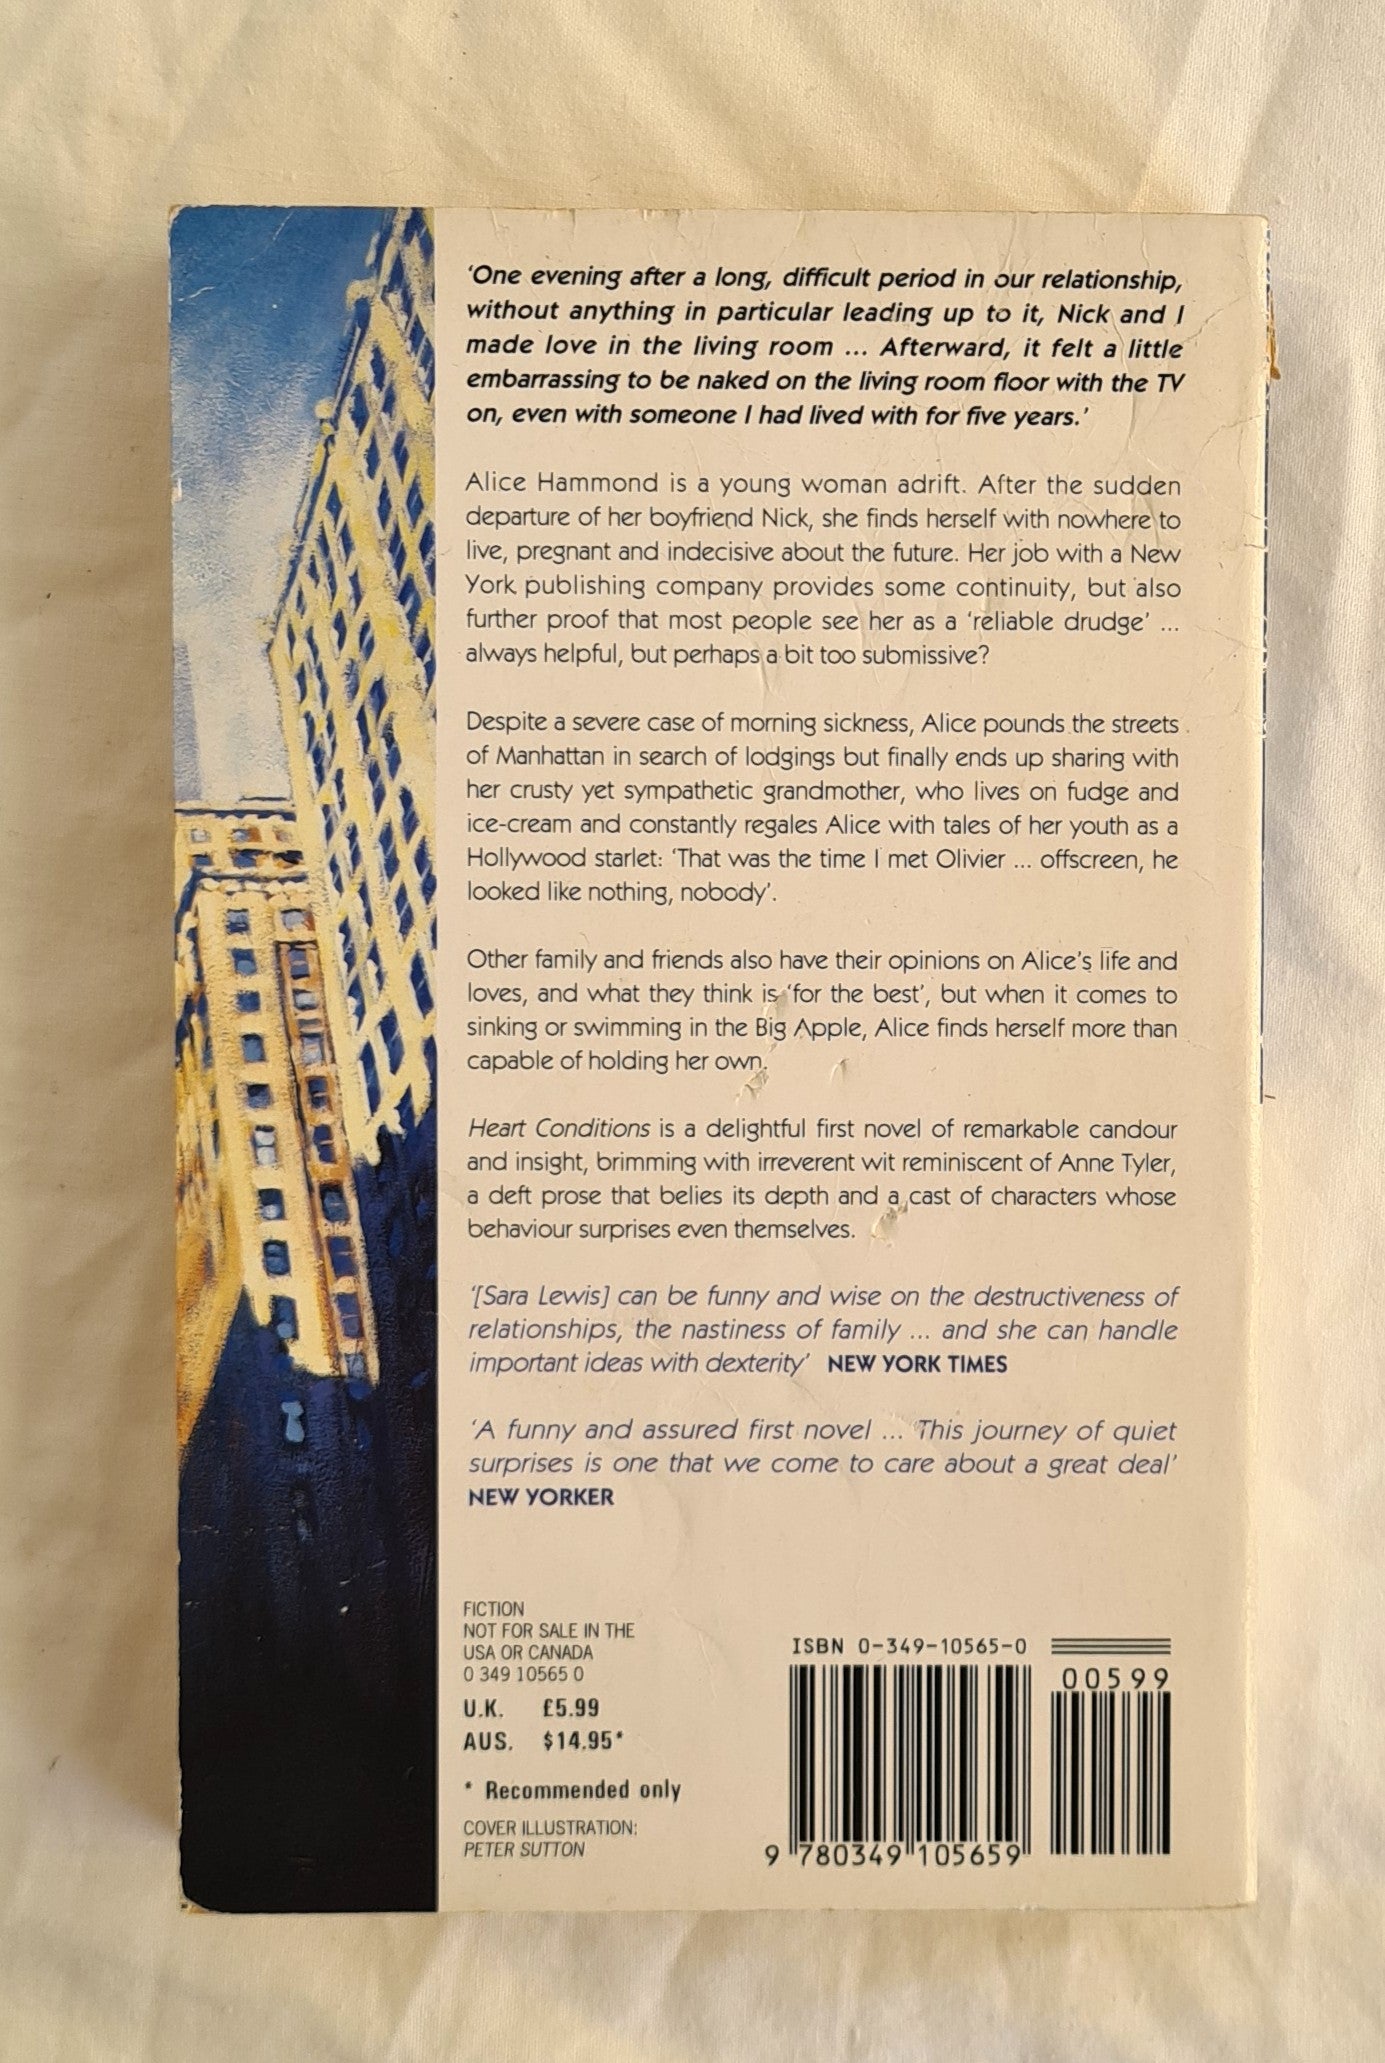 ‘One evening after a long, difficult period in our relationship,
without anything in particular leading up to it, Nick and I
made love in the living room ... Afterward, it felt a little
embarrassing to be naked on the living room floor with the TV
on, even with someone I had lived with for five years.’
Alice Hammond is a young woman adrift. After the sudden
departure of her boyfriend Nick, she finds herself with nowhere to
live, pregnant and indecisive about the future. Her job with a New
York publishing company provides some continuity, but also
further proof that most people see her as a ‘reliable drudge’ ...
always helpful, but perhaps a bit too submissive?
Despite a severe case of morning sickness, Alice pounds the streets
of Manhattan in search of lodgings but finally ends up sharing with
her crusty yet sympathetic grandmother, who lives on fudge and
ice-cream and constantly regales Alice with tales of her youth as a
Hollywood starlet: ‘That was the time I met Olivier ... offscreen, he
looked like nothing, nobody’.
Other family and friends also have their opinions on Alice’s life and
loves, and what they think is ‘for the best’, but when it comes to
sinking or swimming in the Big Apple, Alice finds herself more than
capable of holding her own.
Heart Conditions is a delightful first novel of remarkable candour
and insight, brimming with irreverent wit reminiscent of Anne Tyler,
a deft prose that belies its depth and a cast of characters whose
behaviour surprises even themselves.
‘[Sara Lewis] can be funny and wise on the destructiveness of
relationships, the nastiness of family ... and she can handle
important ideas with dexterity’ NEW YORK TIMES
‘A funny and assured first novel ... This journey of quiet
surprises is one that we come to care about a great deal’
NEW YORKER
FICTION
NOT FOR SALE IN THE
USA OR CANADA
0 349 10565 0
U.K. £5.99
AUS. $14.95*
* Recommended only
COVER ILLUSTRATION:
PETER SUTTON
ISBN 0-349-10565-0
00599
9 780349 105659